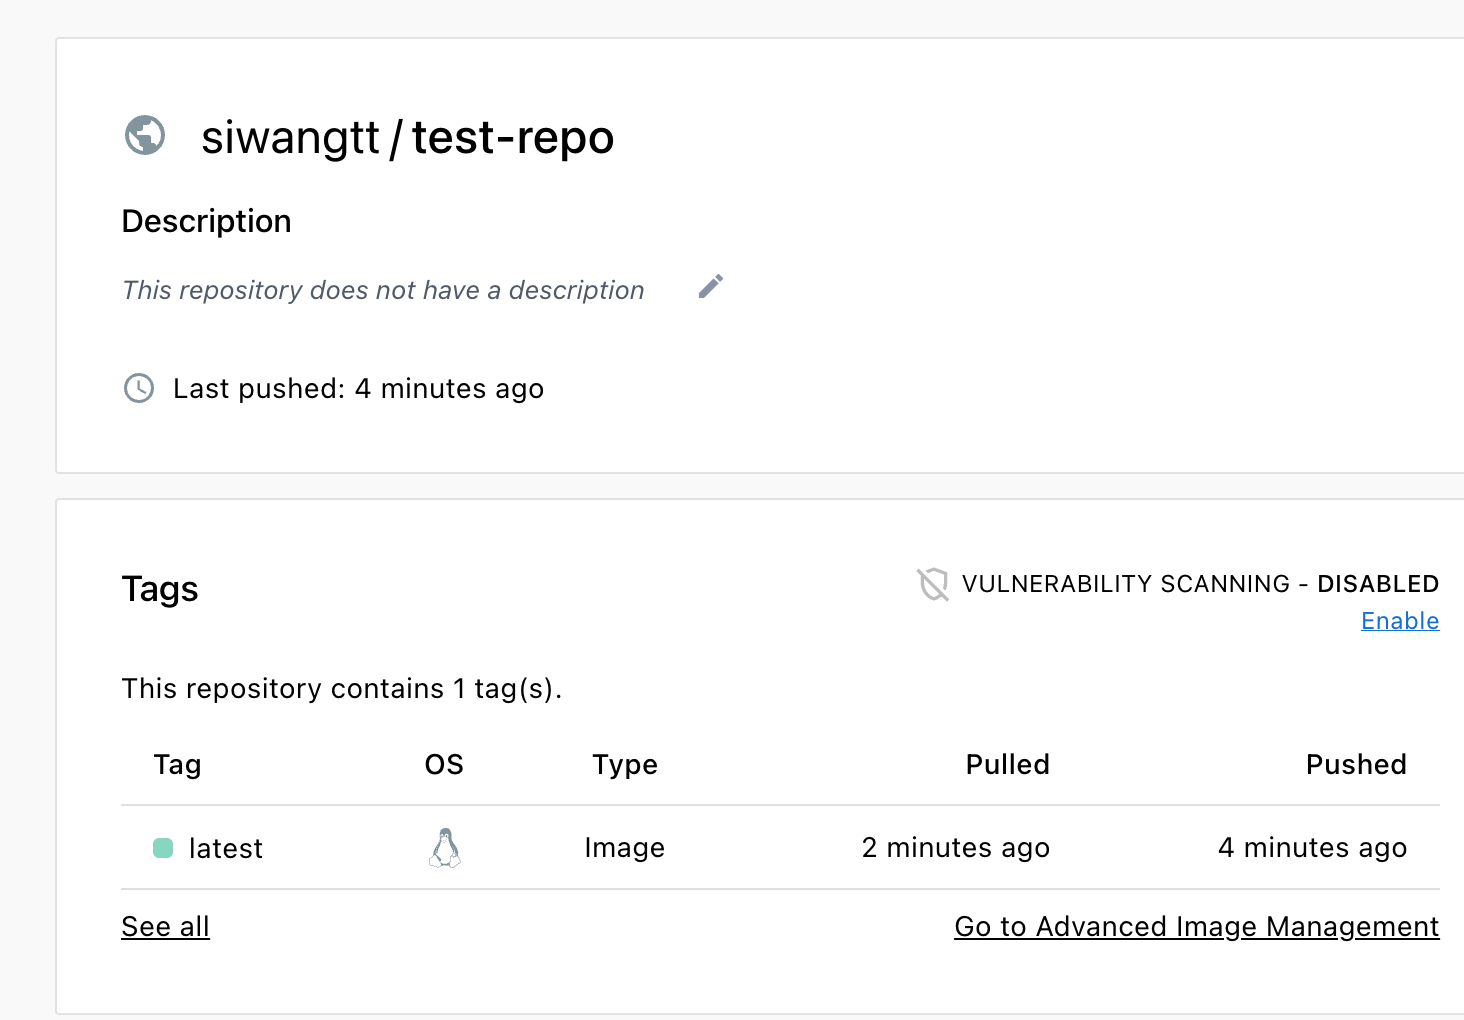 siwangtt / test-repo
Description
This repository does not have a description
Last pushed: 4 minutes ago
Tags
VULNERABILITY SCANNING - DISABLED
Enable
This repository contains 1 tag(s).
Tag OS Type Pulled Pushed
latest Image 2 minutes ago 4 minutes ago
See all Go to Advanced Image Management